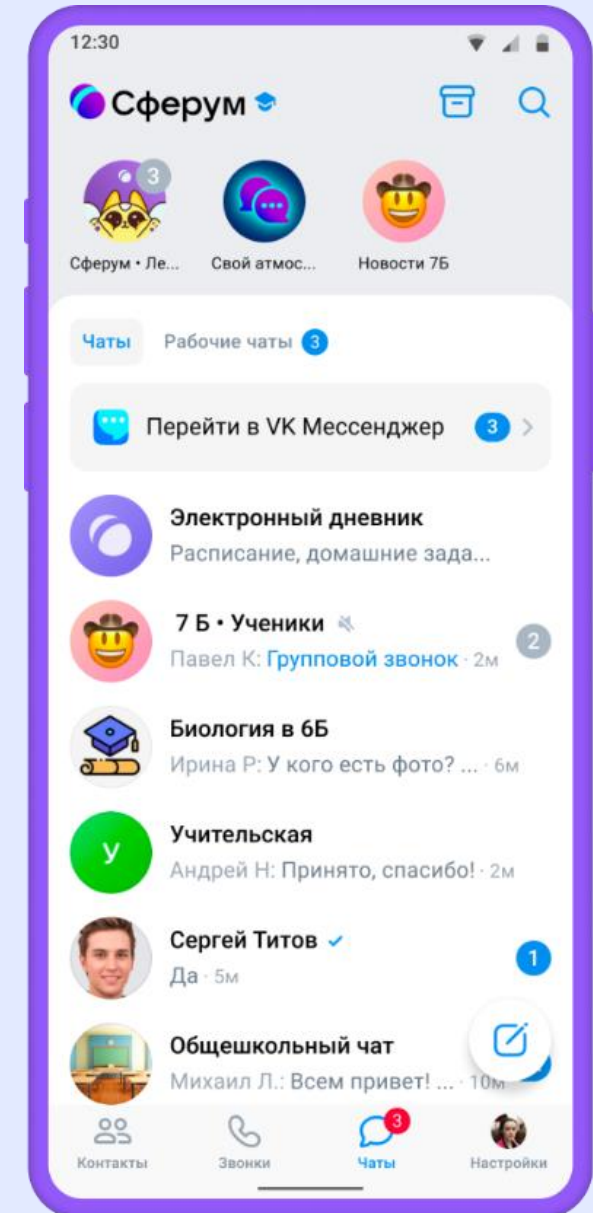 12:30
Сферум
3
Сферум • Ле...
Свой атмос...
Новости 7Б
Чаты
Рабочие чаты 3
Перейти в VK Мессенджер 3
Электронный дневник
Расписание, домашние зада...
7 Б • Ученики
Павел К: Групповой звонок · 2м
2
Биология в 6Б
Ирина Р: У кого есть фото? ... · 6м
У
Учительская
Андрей Н: Принято, спасибо! · 2м
Сергей Титов
Да · 5м
1
Общешкольный чат
Михаил Л.: Всем привет! ... · 10м
3
Контакты
Звонки
Чаты
Настройки